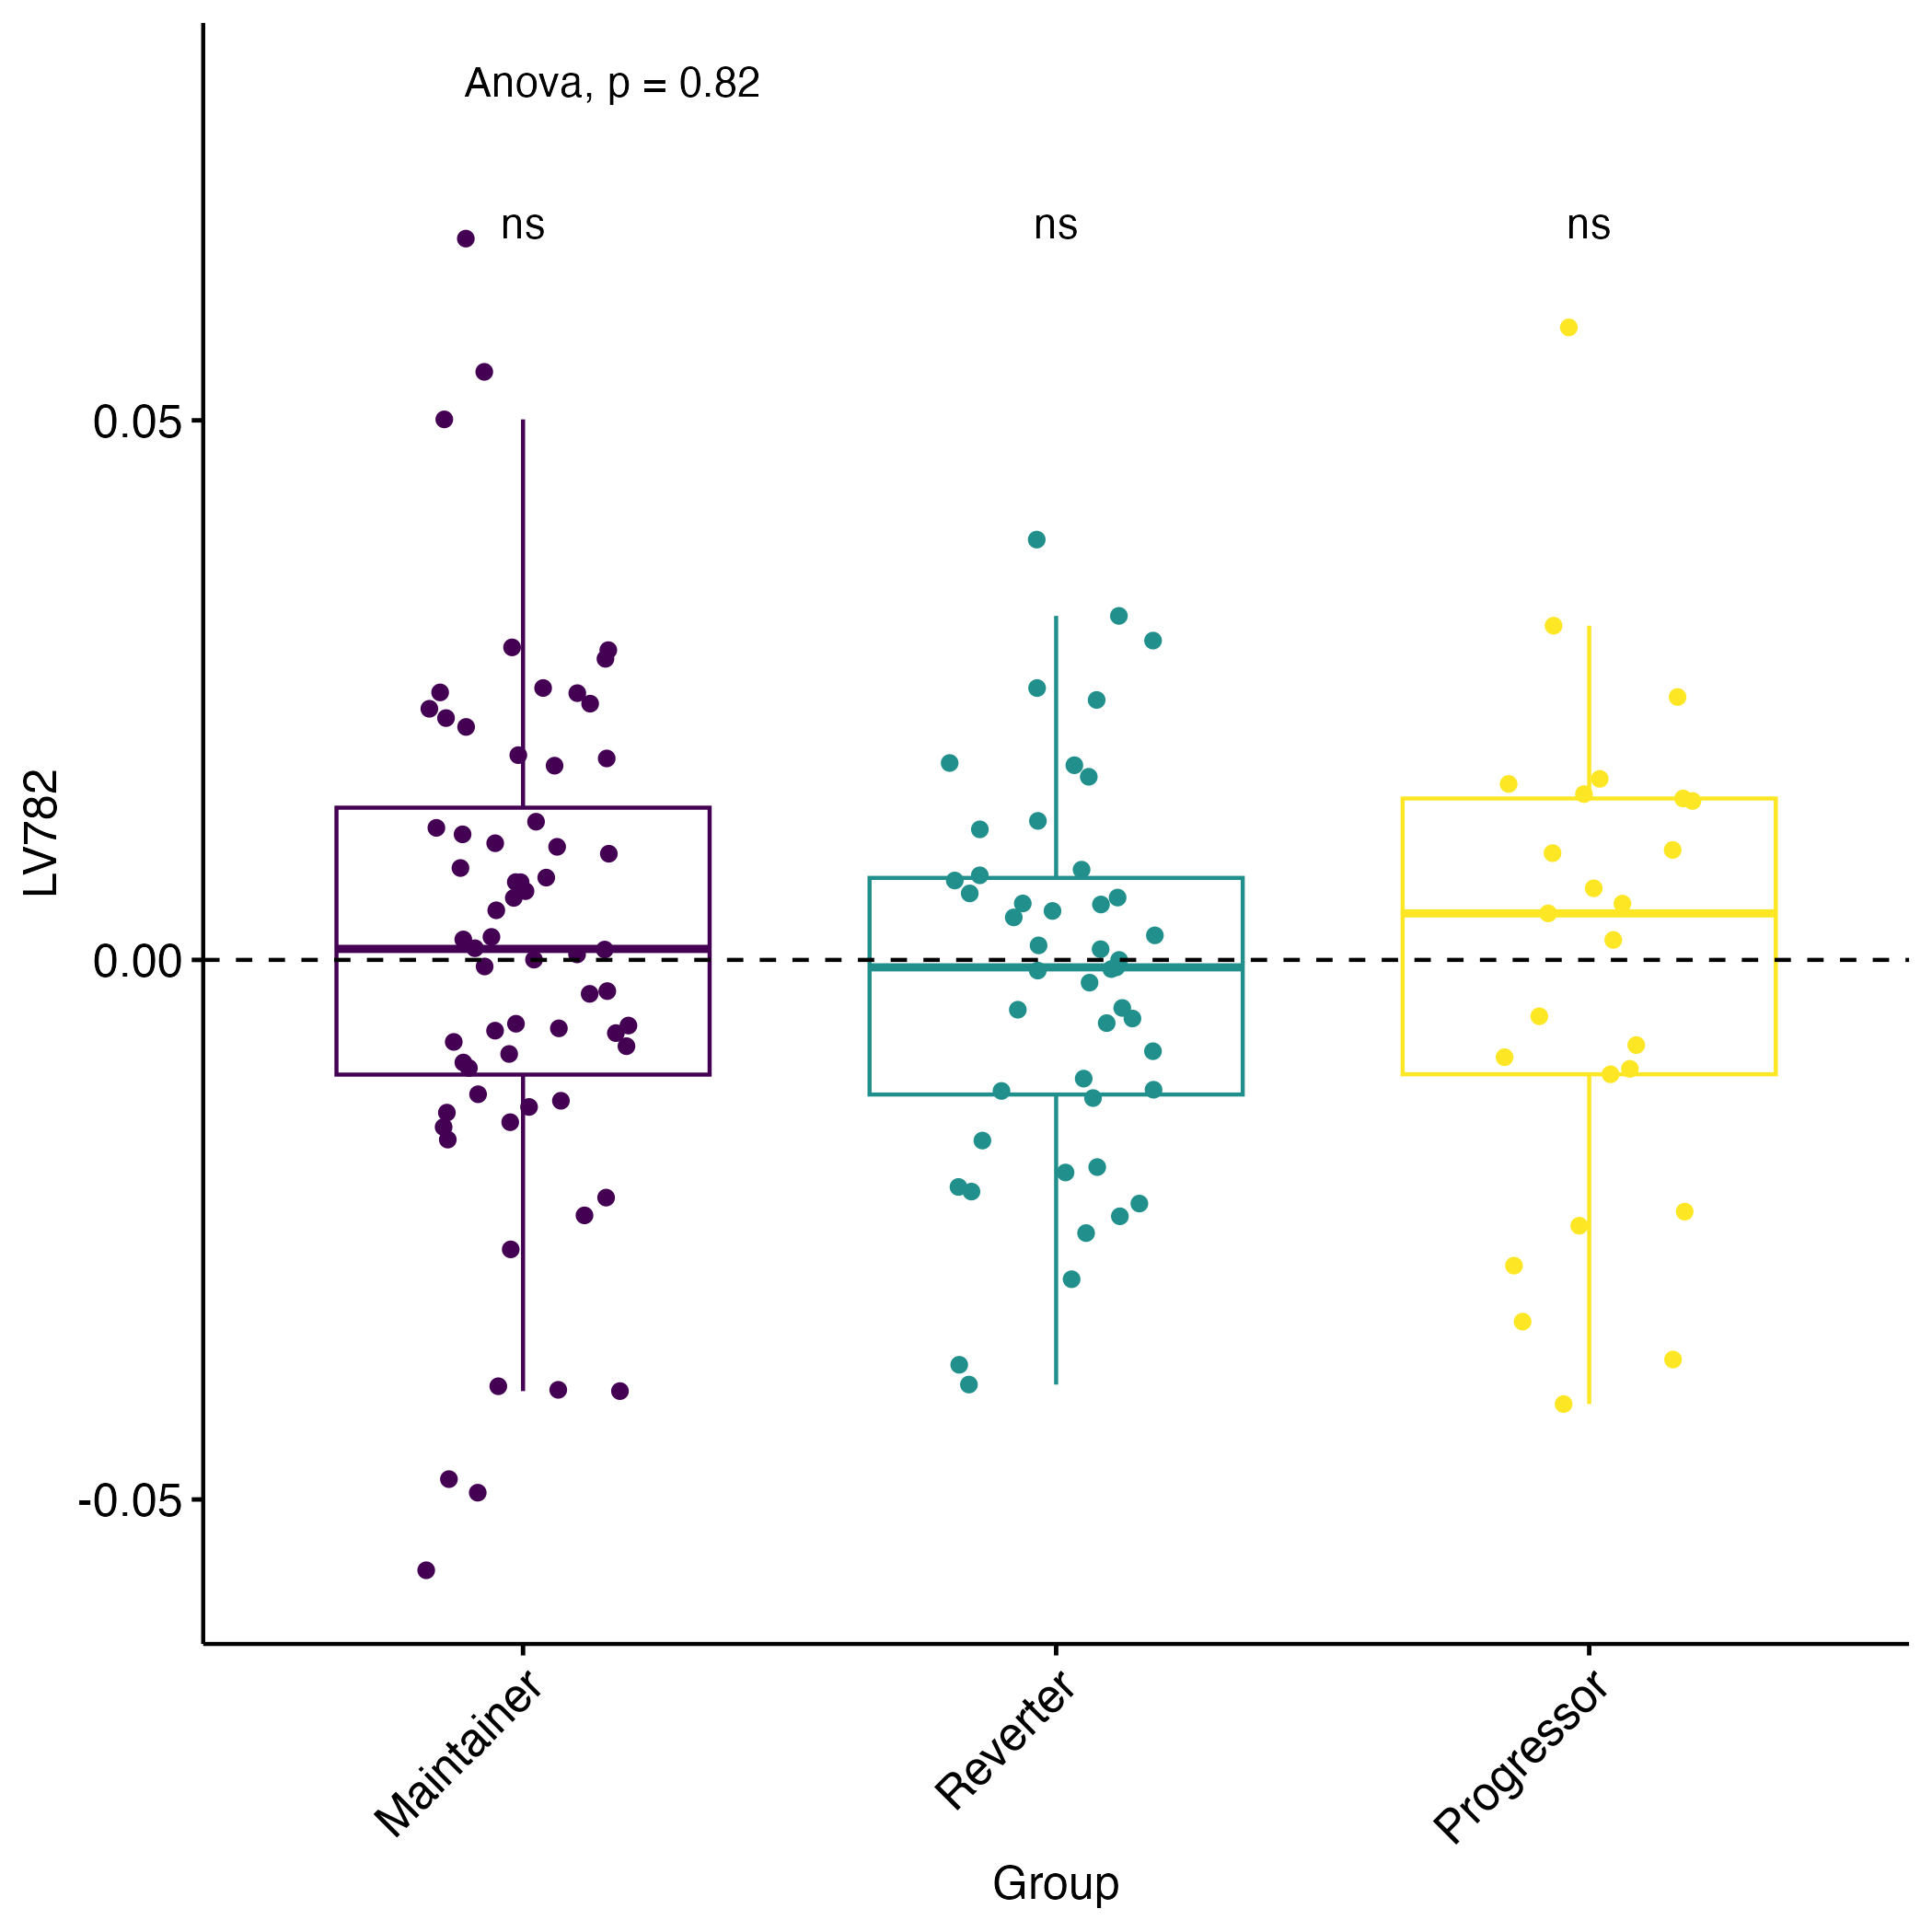 Anova, p = 0.82
ns ns ns
0.05
0.00
-0.05
LV782
Maintainer Reverter Progressor
Group